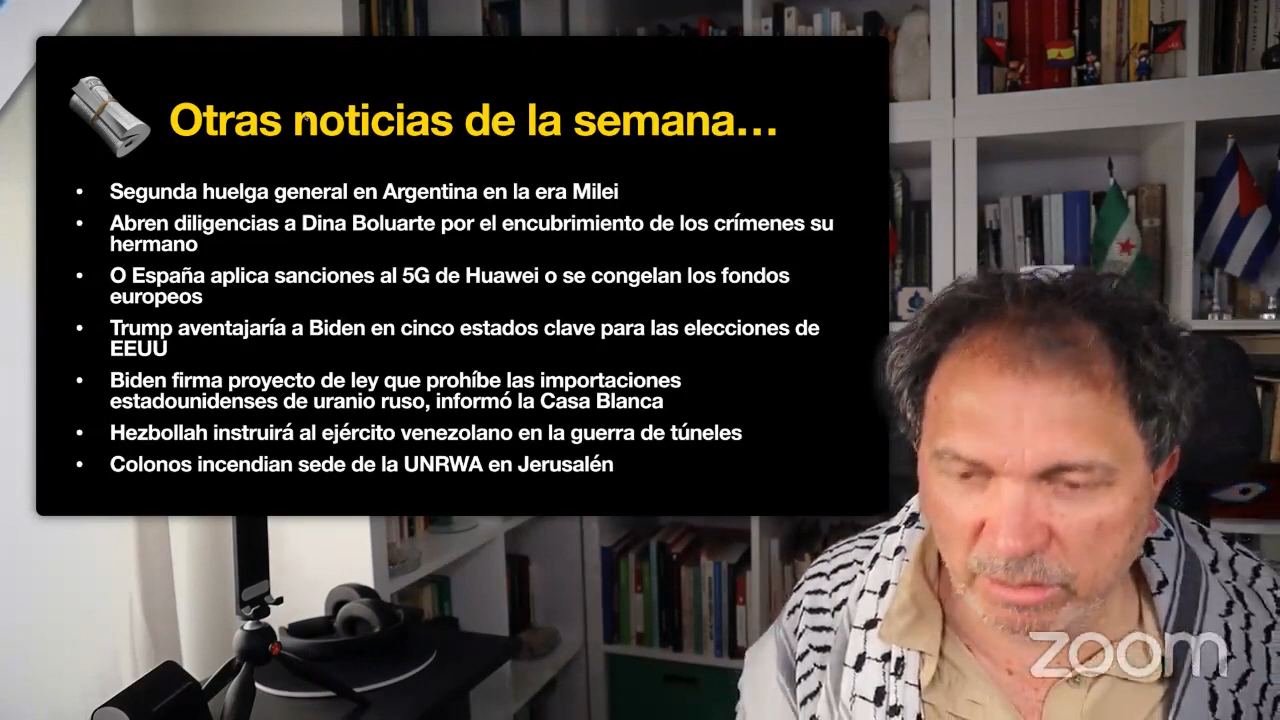 Otras noticias de la semana…
• Segunda huelga general en Argentina en la era Milei
• Abren diligencias a Dina Boluarte por el encubrimiento de los crímenes su
hermano
• O España aplica sanciones al 5G de Huawei o se congelan los fondos
europeos
• Trump aventajaría a Biden en cinco estados clave para las elecciones de
EEUU
• Biden firma proyecto de ley que prohíbe las importaciones
estadounidenses de uranio ruso, informó la Casa Blanca
• Hezbollah instruirá al ejército venezolano en la guerra de túneles
• Colonos incendian sede de la UNRWA en Jerusalén
zoom